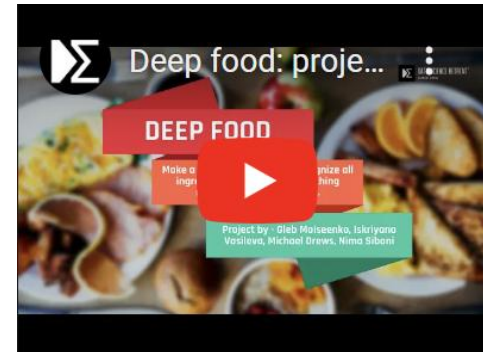 Deep food: proje...
DEEP FOOD
Make a
gnize all
ingr
thing
Project by - Gleb Moiseenko, Iskriyana
Vasileva, Michael Drews, Nima Siboni